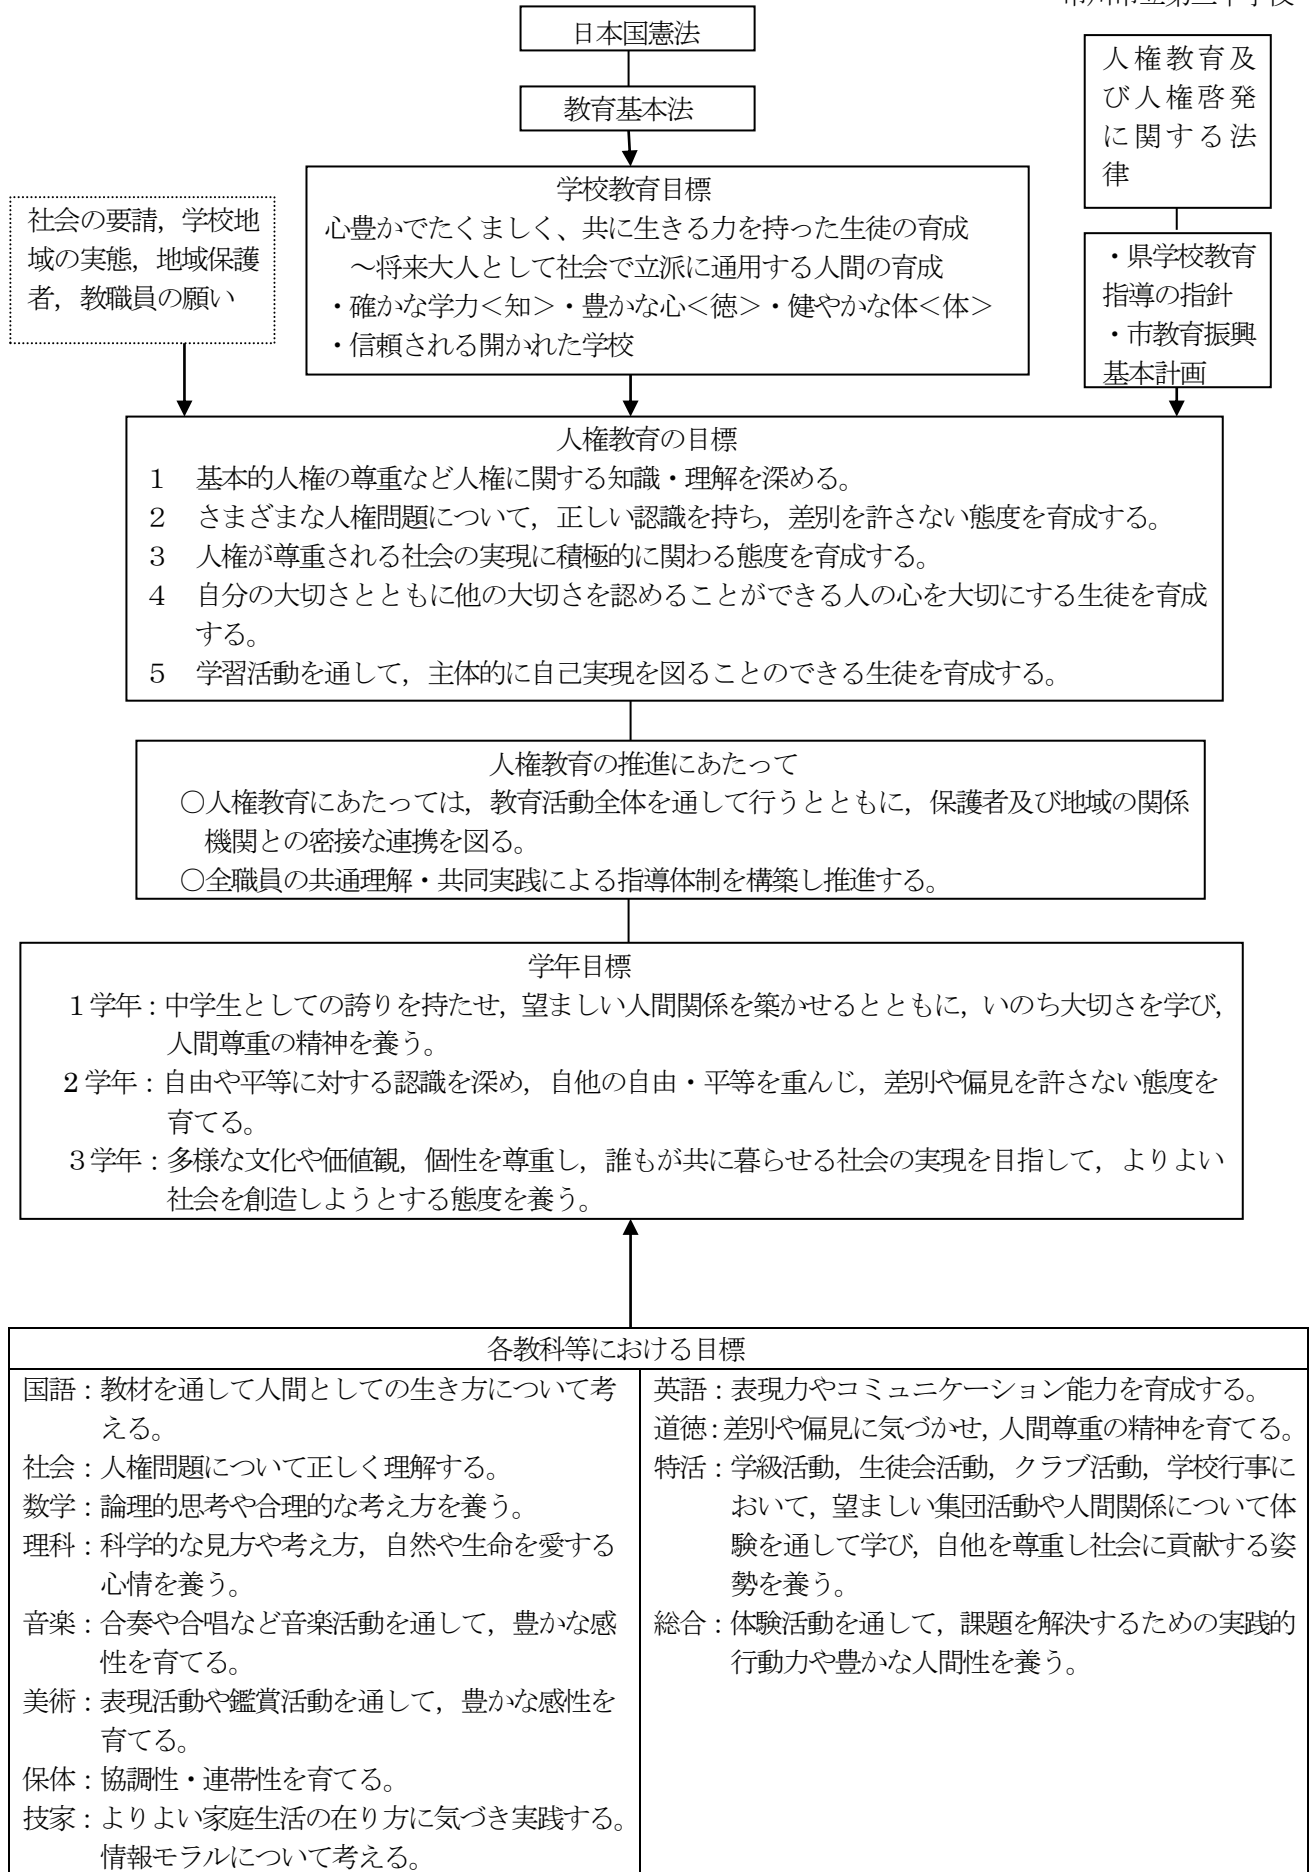 日本国憲法
教育基本法
人権教育及
び人権啓発
に関する法
律
学校教育目標
心豊かでたくましく、共に生きる力を持った生徒の育成
～将来大人として社会で立派に通用する人間の育成
・確かな学力＜知＞・豊かな心＜徳＞・健やかな体＜体＞
・信頼される開かれた学校
社会の要請，学校地
域の実態，地域保護
者，教職員の願い
・県学校教育
指導の指針
・市教育振興
基本計画
人権教育の目標
１　基本的人権の尊重など人権に関する知識・理解を深める。
２　さまざまな人権問題について，正しい認識を持ち，差別を許さない態度を育成する。
３　人権が尊重される社会の実現に積極的に関わる態度を育成する。
４　自分の大切さとともに他の大切さを認めることができる人の心を大切にする生徒を育成
する。
５　学習活動を通して，主体的に自己実現を図ることのできる生徒を育成する。
人権教育の推進にあたって
○人権教育にあたっては，教育活動全体を通して行うとともに，保護者及び地域の関係
機関との密接な連携を図る。
○全職員の共通理解・共同実践による指導体制を構築し推進する。
学年目標
１学年：中学生としての誇りを持たせ，望ましい人間関係を築かせるとともに，いのち大切さを学び，
人間尊重の精神を養う。
２学年：自由や平等に対する認識を深め，自他の自由・平等を重んじ，差別や偏見を許さない態度を
育てる。
３学年：多様な文化や価値観，個性を尊重し，誰もが共に暮らせる社会の実現を目指して，よりよい
社会を創造しようとする態度を養う。
各教科等における目標
国語：教材を通して人間としての生き方について考
える。
社会：人権問題について正しく理解する。
数学：論理的思考や合理的な考え方を養う。
理科：科学的な見方や考え方，自然や生命を愛する
心情を養う。
音楽：合奏や合唱など音楽活動を通して，豊かな感
性を育てる。
美術：表現活動や鑑賞活動を通して，豊かな感性を
育てる。
保体：協調性・連帯性を育てる。
技家：よりよい家庭生活の在り方に気づき実践する。
情報モラルについて考える。
英語：表現力やコミュニケーション能力を育成する。
道徳：差別や偏見に気づかせ，人間尊重の精神を育てる。
特活：学級活動，生徒会活動，クラブ活動，学校行事に
おいて，望ましい集団活動や人間関係について体
験を通して学び，自他を尊重し社会に貢献する姿
勢を養う。
総合：体験活動を通して，課題を解決するための実践的
行動力や豊かな人間性を養う。